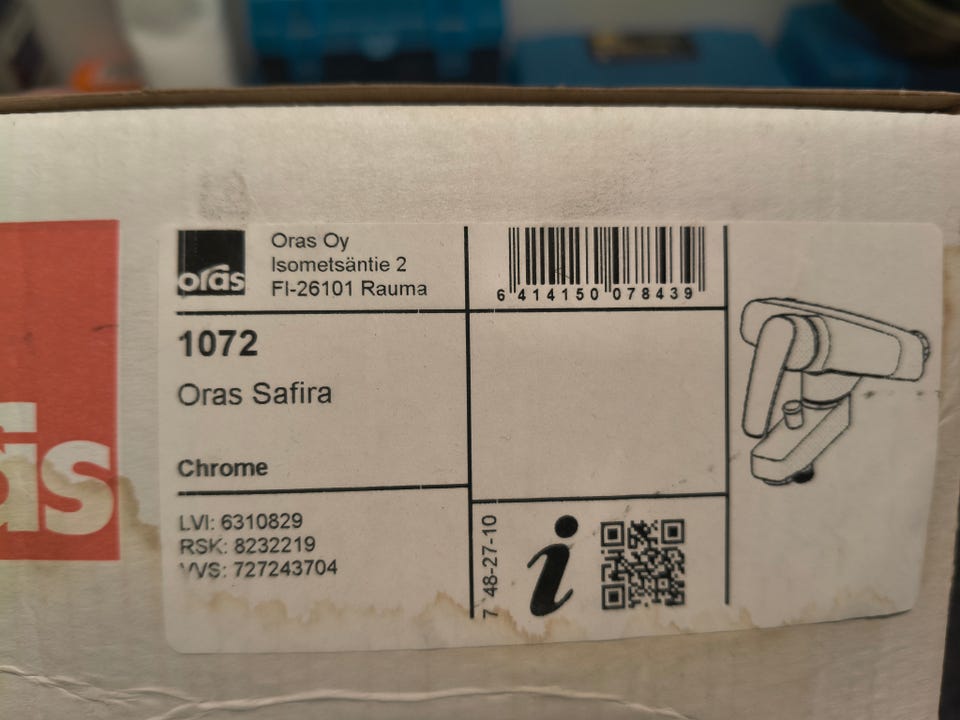 oras
Oras Oy
Isometsäntie 2
FI-26101 Rauma
6 414150 078439
1072
Oras Safira
Chrome
LVI: 6310829
RSK: 8232219
VVS: 727243704
48-27-10
i
as